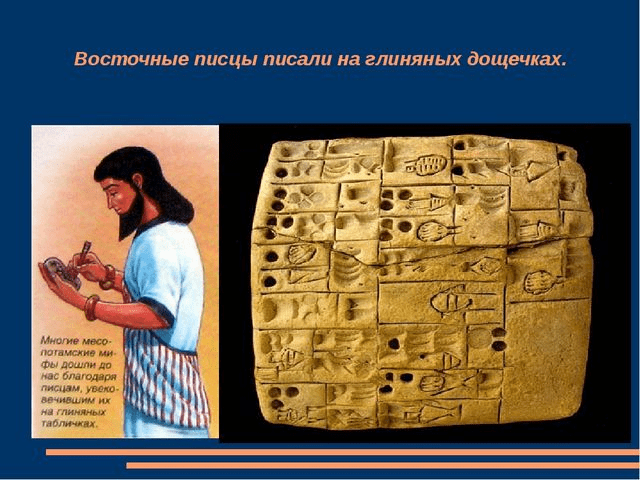 Восточные писцы писали на глиняных дощечках.
Многие месо-
потамские ми-
фы дошли до
нас благодаря
писцам, увеко-
вечившим их
на глиняных
табличках.